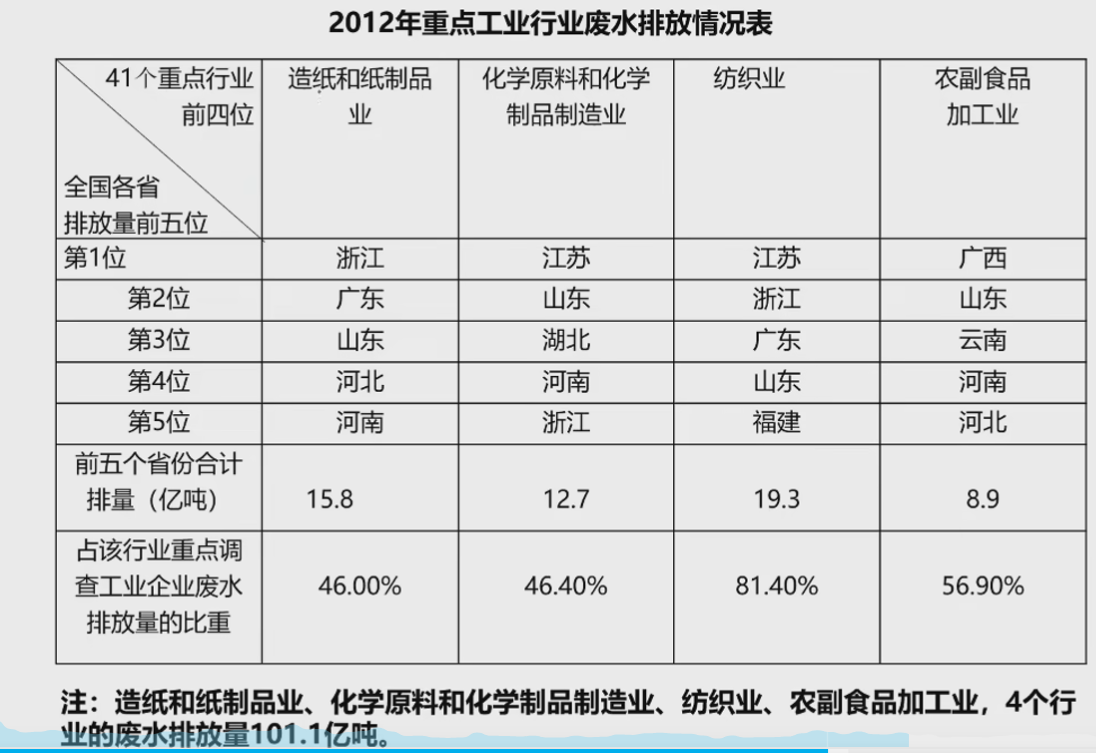 2012年重点工业行业废水排放情况表
41个重点行业
前四位
全国各省
排放量前五位
造纸和纸制品
业
化学原料和化学
制品制造业
纺织业
农副食品
加工业
第1位 浙江 江苏 江苏 广西
第2位 广东 山东 浙江 山东
第3位 山东 湖北 广东 云南
第4位 河北 河南 山东 河南
第5位 河南 浙江 福建 河北
前五个省份合计
排量（亿吨） 15.8 12.7 19.3 8.9
占该行业重点调
查工业企业废水
排放量的比重
46.00% 46.40% 81.40% 56.90%
注：造纸和纸制品业、化学原料和化学制品制造业、纺织业、农副食品加工业，4个行
业的废水排放量101.1亿吨。